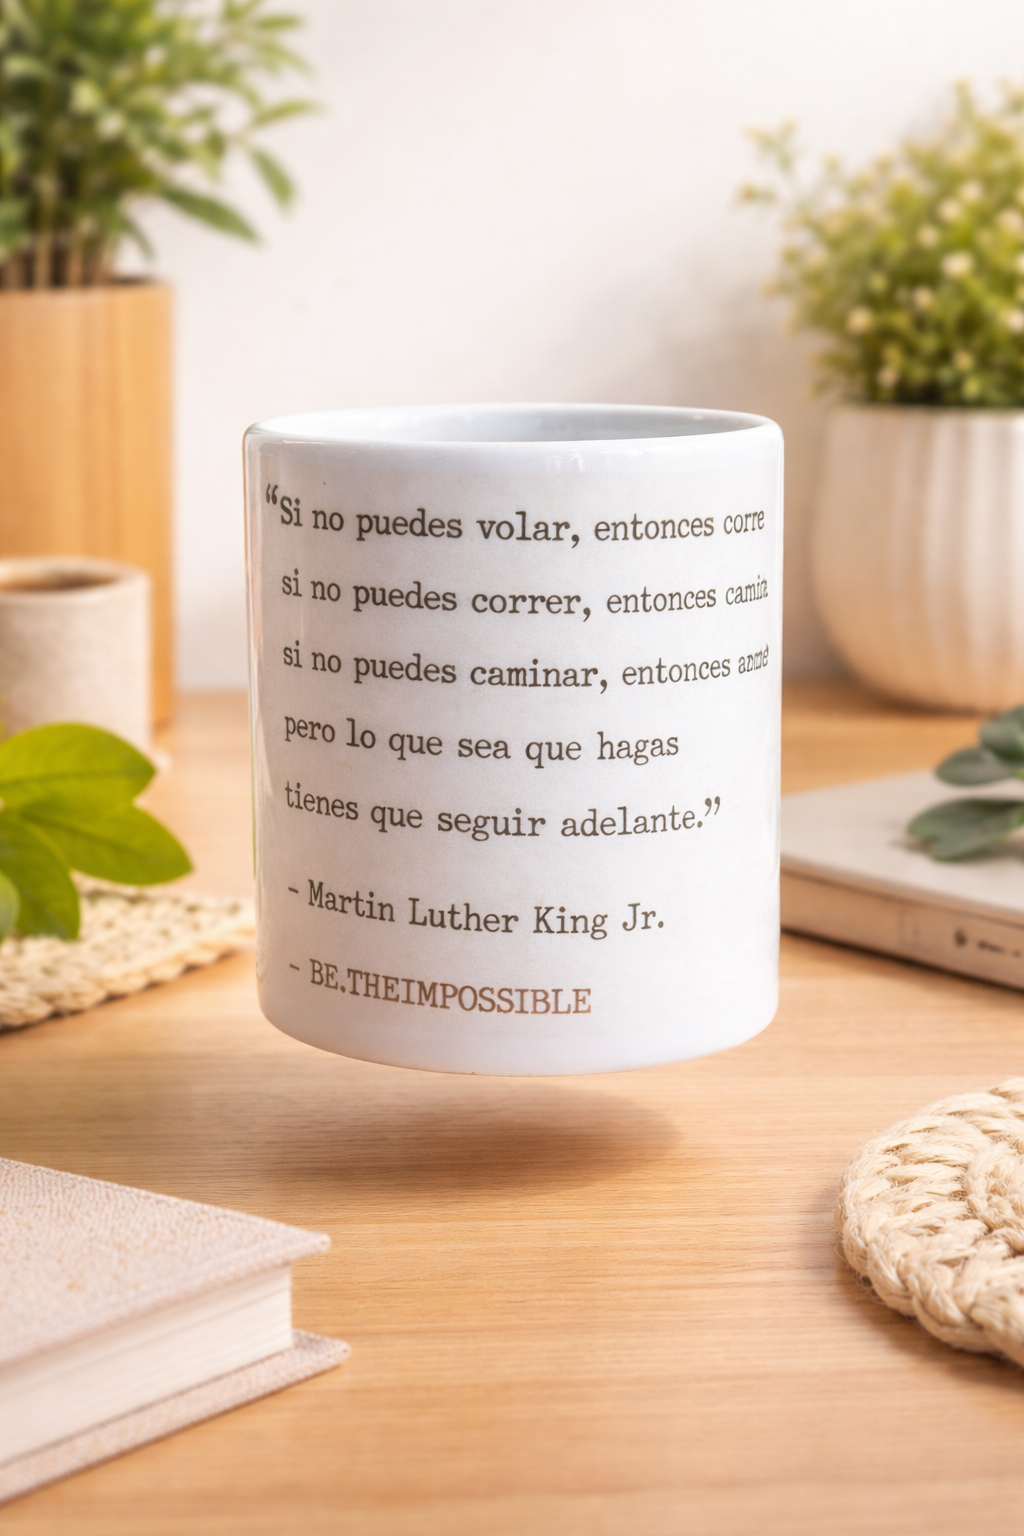 “Si no puedes volar, entonces corre
si no puedes correr, entonces
si no puedes caminar, entonces
pero lo que sea que hagas
tienes que seguir adelante.”
- Martin Luther King Jr.
- BE.THEIMPOSSIBLE